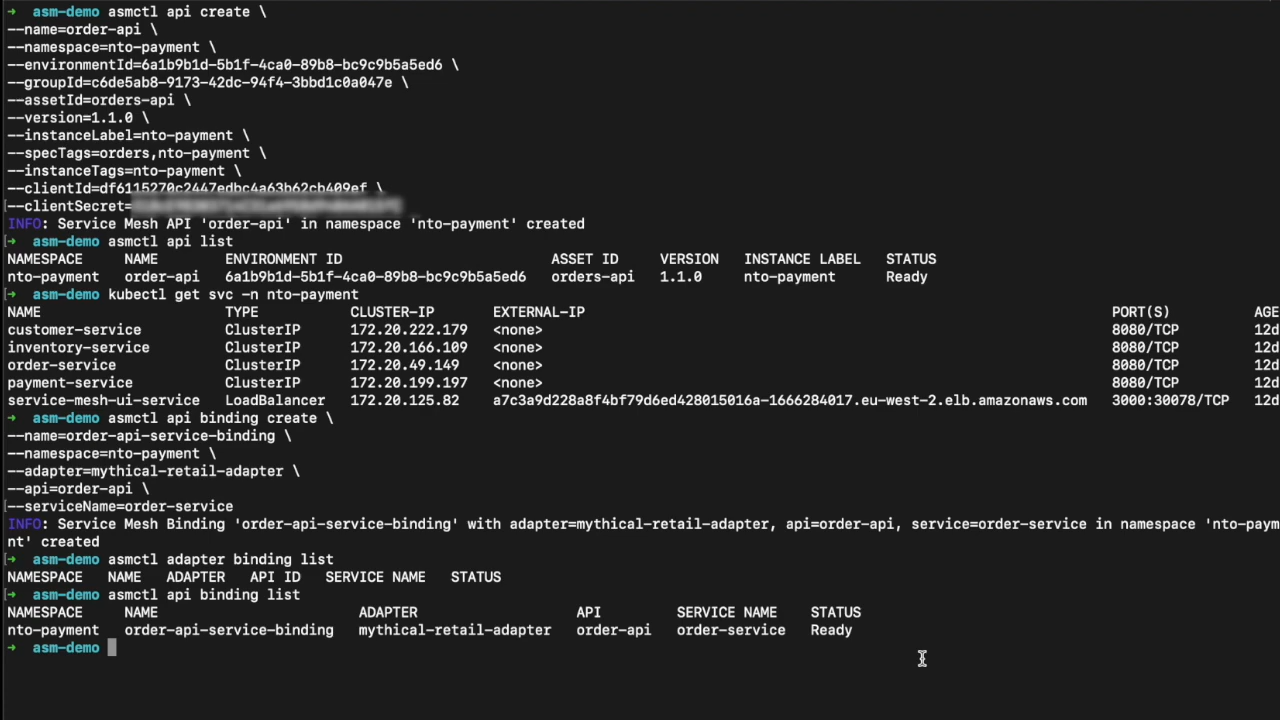 ➜  asm-demo asmctl api create \
--name=order-api \
--namespace=nto-payment \
--environmentId=6a1b9b1d-5b1f-4ca0-89b8-bc9c9b5a5ed6 \
--groupId=c6de5ab8-9173-42dc-94f4-3bbd1c0a047e \
--assetId=orders-api \
--version=1.1.0 \
--instanceLabel=nto-payment \
--specTags=orders,nto-payment \
--instanceTags=nto-payment \
--clientId=df6115270c2447edbc4a63b62cb409ef \
--clientSecret=
INFO: Service Mesh API 'order-api' in namespace 'nto-payment' created
➜  asm-demo asmctl api list
NAMESPACE     NAME        ENVIRONMENT ID                         ASSET ID     VERSION   INSTANCE LABEL   STATUS
nto-payment   order-api   6a1b9b1d-5b1f-4ca0-89b8-bc9c9b5a5ed6   orders-api   1.1.0     nto-payment      Ready
➜  asm-demo kubectl get svc -n nto-payment
NAME                      TYPE           CLUSTER-IP       EXTERNAL-IP                                                               PORT(S)          AGE
customer-service          ClusterIP      172.20.222.179   <none>                                                                    8080/TCP         12d
inventory-service         ClusterIP      172.20.166.109   <none>                                                                    8080/TCP         12d
order-service             ClusterIP      172.20.49.149    <none>                                                                    8080/TCP         12d
payment-service           ClusterIP      172.20.199.197   <none>                                                                    8080/TCP         12d
service-mesh-ui-service   LoadBalancer   172.20.125.82    a7c3a9d228a8f4bf79d6ed428015016a-1666284017.eu-west-2.elb.amazonaws.com   3000:30078/TCP   12d
➜  asm-demo asmctl api binding create \
--name=order-api-service-binding \
--namespace=nto-payment \
--adapter=mythical-retail-adapter \
--api=order-api \
--serviceName=order-service
INFO: Service Mesh Binding 'order-api-service-binding' with adapter=mythical-retail-adapter, api=order-api, service=order-service in namespace 'nto-paym
nt' created
➜  asm-demo asmctl adapter binding list
NAMESPACE   NAME   ADAPTER   API ID   SERVICE NAME   STATUS
➜  asm-demo asmctl api binding list
NAMESPACE     NAME                        ADAPTER                   API         SERVICE NAME    STATUS
nto-payment   order-api-service-binding   mythical-retail-adapter   order-api   order-service   Ready
➜  asm-demo